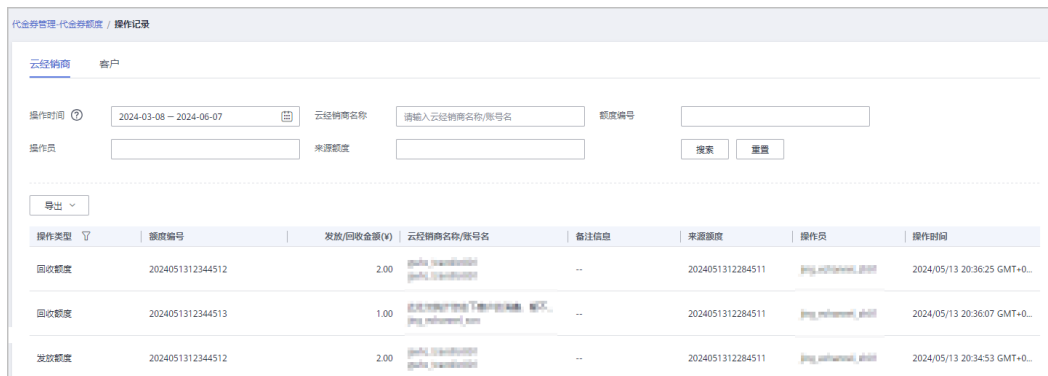 代金券管理-代金券额度 / 操作记录
云经销商 客户
操作时间 ? 2024-03-08 – 2024-06-07 云经销商名称 请输入云经销商名称/账号名 额度编号
操作员 来源额度 搜索 重置
导出
操作类型 额度编号 发放/回收金额(¥) 云经销商名称/账号名 备注信息 来源额度 操作员 操作时间
回收额度 2024051312344512 2.00 -- 2024051312284511 2024/05/13 20:36:25 GMT+0...
回收额度 2024051312344513 1.00 -- 2024051312284511 2024/05/13 20:36:07 GMT+0...
发放额度 2024051312344512 2.00 -- 2024051312284511 2024/05/13 20:34:53 GMT+0...